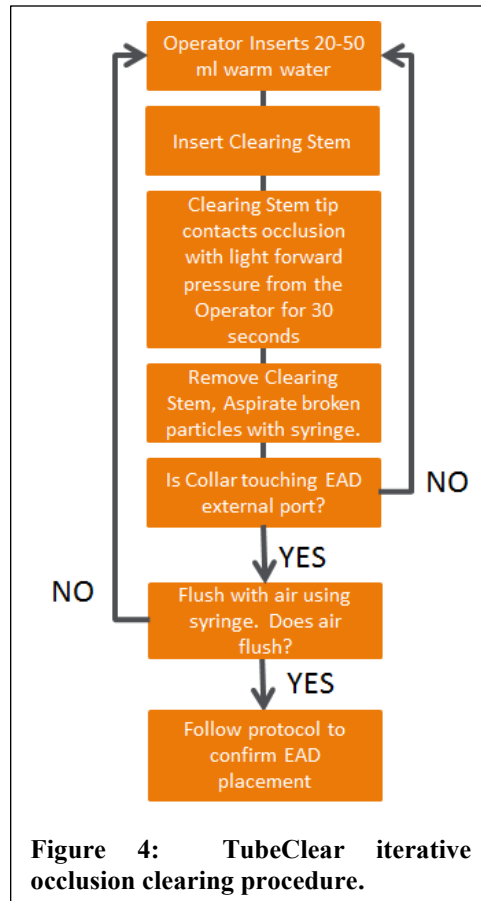 Operator Inserts 20-50
ml warm water
Insert Clearing Stem
Clearing Stem tip
contacts occlusion
with light forward
pressure from the
Operator for 30
seconds
Remove Clearing
Stem, Aspirate broken
particles with syringe.
Is Collar touching EAD
external port?
NO
YES
NO
Flush with air using
syringe. Does air
flush?
YES
Follow protocol to
confirm EAD
placement
Figure 4: TubeClear iterative
occlusion clearing procedure.